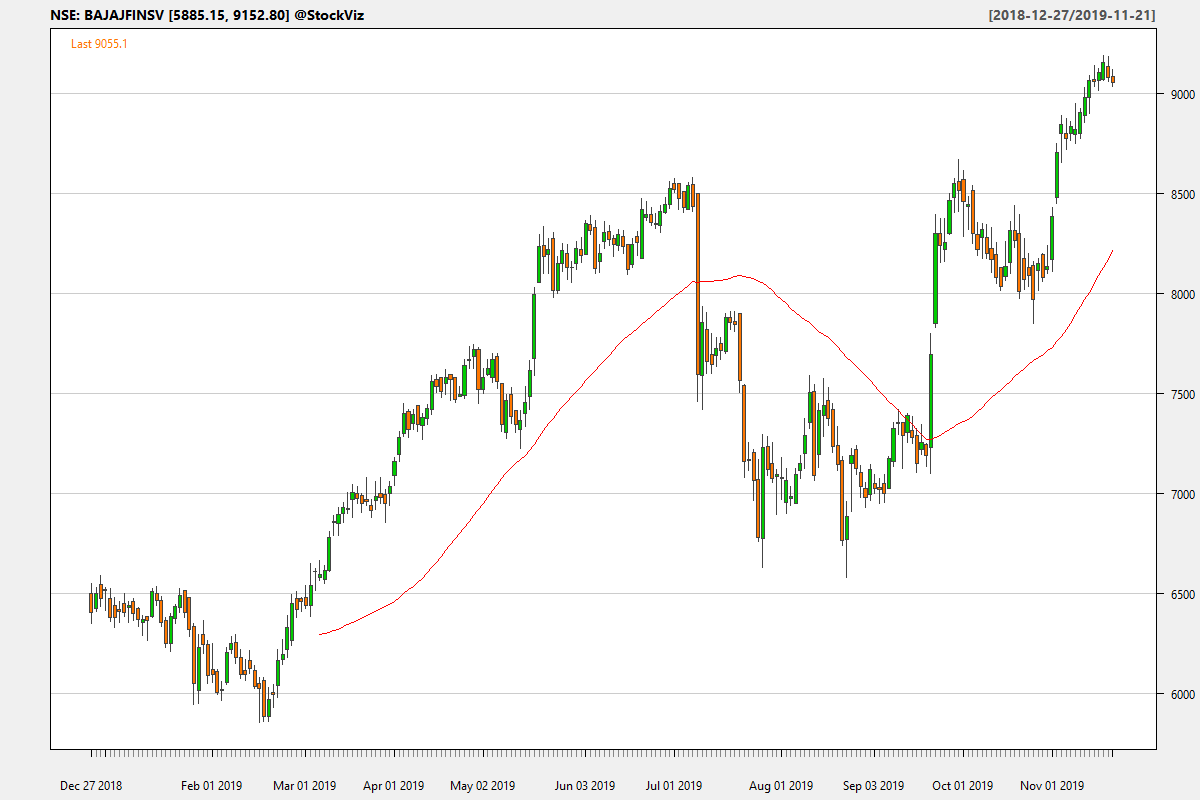 NSE: BAJAJFINSV [5885.15, 9152.80] @StockViz
[2018-12-27/2019-11-21]
Last 9055.1
9000
8500
8000
7500
7000
6500
6000
Dec 27 2018 Feb 01 2019 Mar 01 2019 Apr 01 2019 May 02 2019 Jun 03 2019 Jul 01 2019 Aug 01 2019 Sep 03 2019 Oct 01 2019 Nov 01 2019